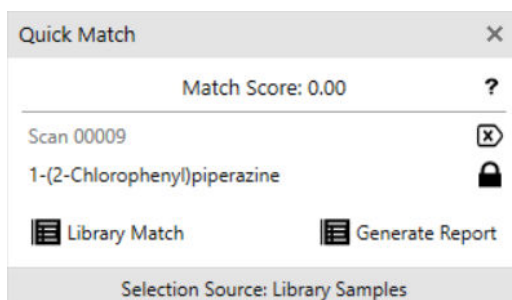 Quick Match
Match Score: 0.00 ?
Scan 00009
1-(2-Chlorophenyl)piperazine
Library Match Generate Report
Selection Source: Library Samples